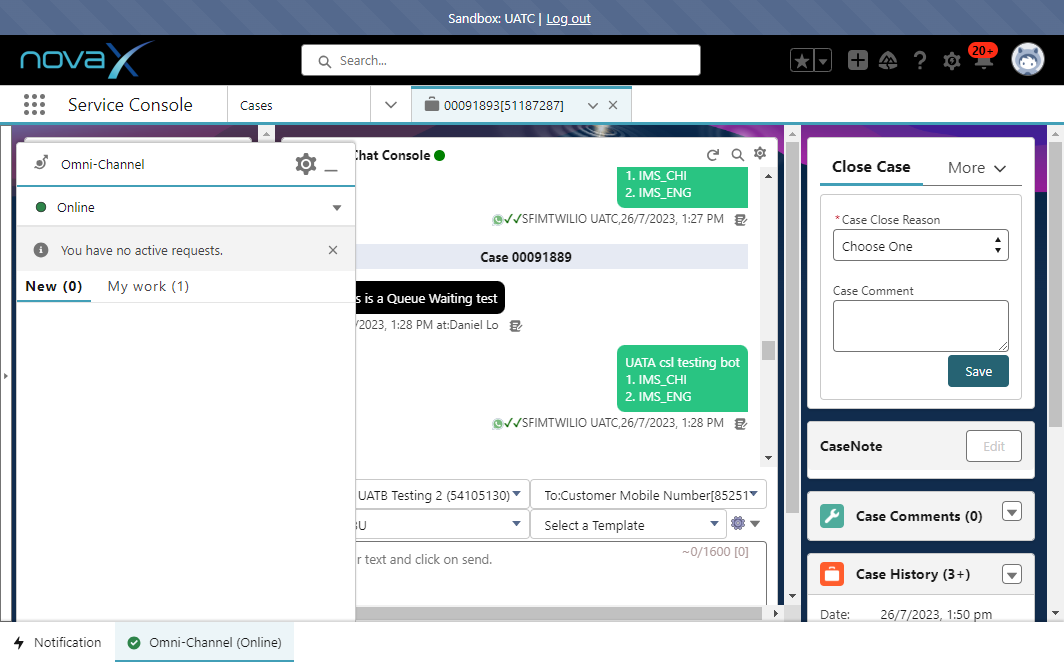 Sandbox: UATC | Log out
novaX
Search...
20+
Service Console
Cases
00091893[51187287]
Omni-Channel
Online
You have no active requests.
New (0)
My work (1)
Chat Console
1. IMS_CHI
2. IMS_ENG
SFIMTWILIO UATC,26/7/2023, 1:27 PM
Case 00091889
s is a Queue Waiting test
/2023, 1:28 PM at:Daniel Lo
UATA csl testing bot
1. IMS_CHI
2. IMS_ENG
SFIMTWILIO UATC,26/7/2023, 1:28 PM
UATB Testing 2 (54105130)
To:Customer Mobile Number[85251
U
Select a Template
r text and click on send.
~0/1600 [0]
Close Case
More
*Case Close Reason
Choose One
Case Comment
Save
CaseNote
Edit
Case Comments (0)
Case History (3+)
Date:
26/7/2023, 1:50 pm
Notification
Omni-Channel (Online)